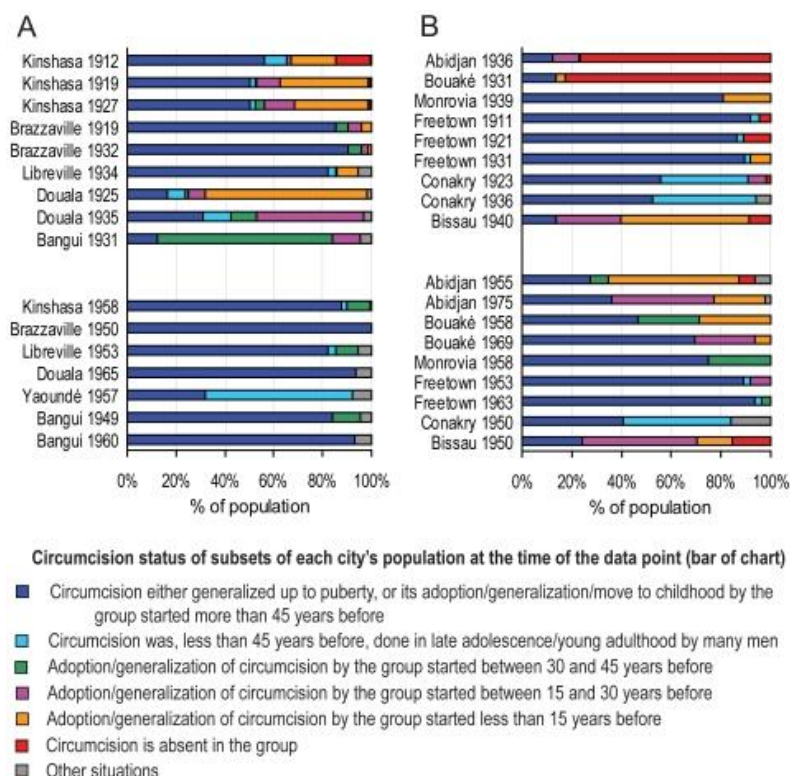 A
Kinshasa 1912
Kinshasa 1919
Kinshasa 1927
Brazzaville 1919
Brazzaville 1932
Libreville 1934
Douala 1925
Douala 1935
Bangui 1931
Kinshasa 1958
Brazzaville 1950
Libreville 1953
Douala 1965
Yaoundé 1957
Bangui 1949
Bangui 1960
0% 20% 40% 60% 80% 100%
% of population
B
Abidjan 1936
Bouaké 1931
Monrovia 1939
Freetown 1911
Freetown 1921
Freetown 1931
Conakry 1923
Conakry 1936
Bissau 1940
Abidjan 1955
Abidjan 1975
Bouaké 1958
Bouaké 1969
Monrovia 1958
Freetown 1953
Freetown 1963
Conakry 1950
Bissau 1950
0% 20% 40% 60% 80% 100%
% of population
Circumcision status of subsets of each city's population at the time of the data point (bar of chart)
Circumcision either generalized up to puberty, or its adoption/generalization/move to childhood by the
group started more than 45 years before
Circumcision was, less than 45 years before, done in late adolescence/young adulthood by many men
Adoption/generalization of circumcision by the group started between 30 and 45 years before
Adoption/generalization of circumcision by the group started between 15 and 30 years before
Adoption/generalization of circumcision by the group started less than 15 years before
Circumcision is absent in the group
Other situations